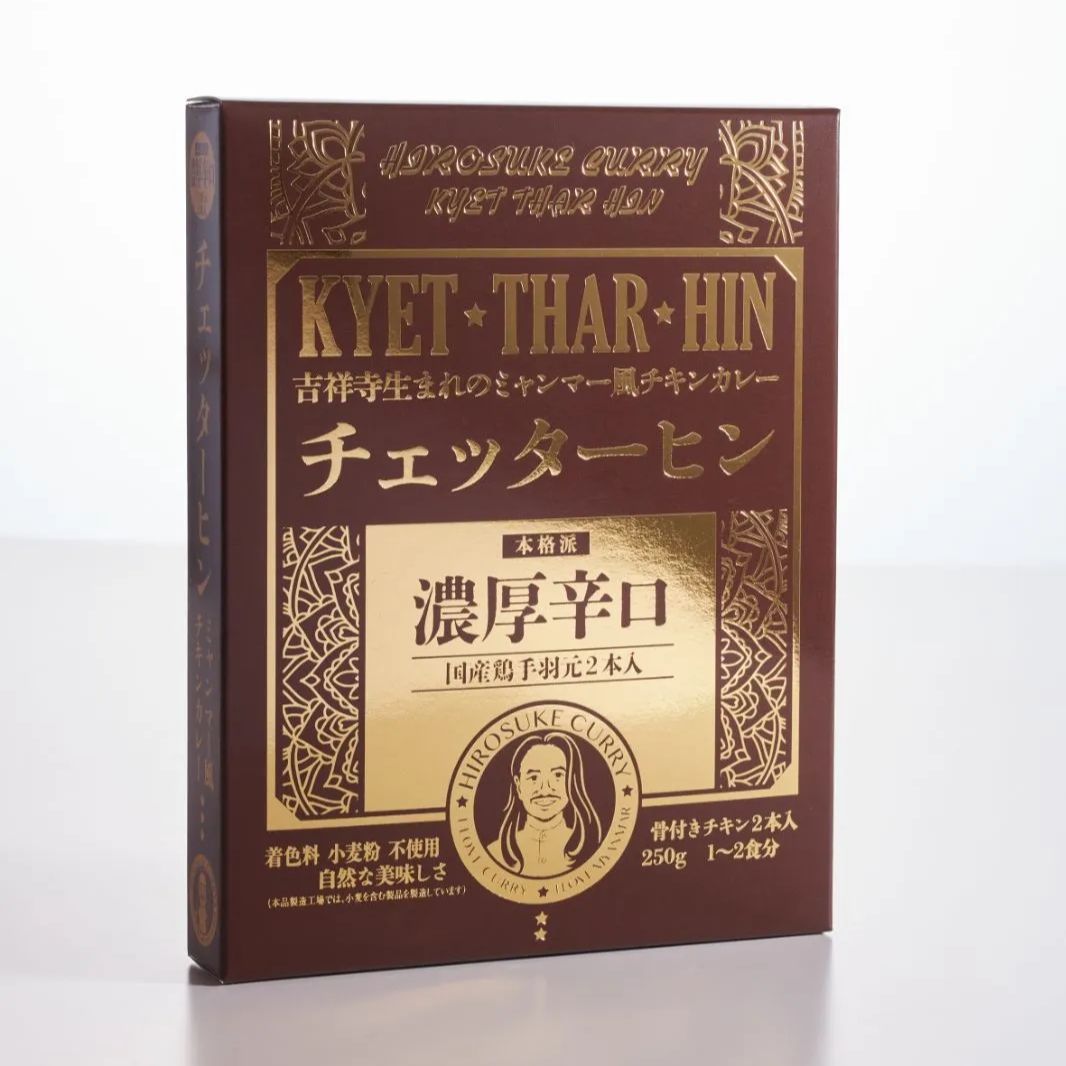 HIROSUKE CURRY
KYET THAR HIN
KYET★THAR★HIN
吉祥寺生まれのミャンマー風チキンカレー
チェッターヒン
本格派
濃厚辛口
国産鶏手羽元2本入
HIROSUKE CURRY
★ I LOVE CURRY ★ I LOVE MYANMAR ★
着色料 小麦粉 不使用
自然な美味しさ
(本品製造工場では、小麦を含む製品を製造しています)
骨付きチキン2本入
250g 1〜2食分
チェッターヒン
ミャンマー風
チキンカレー